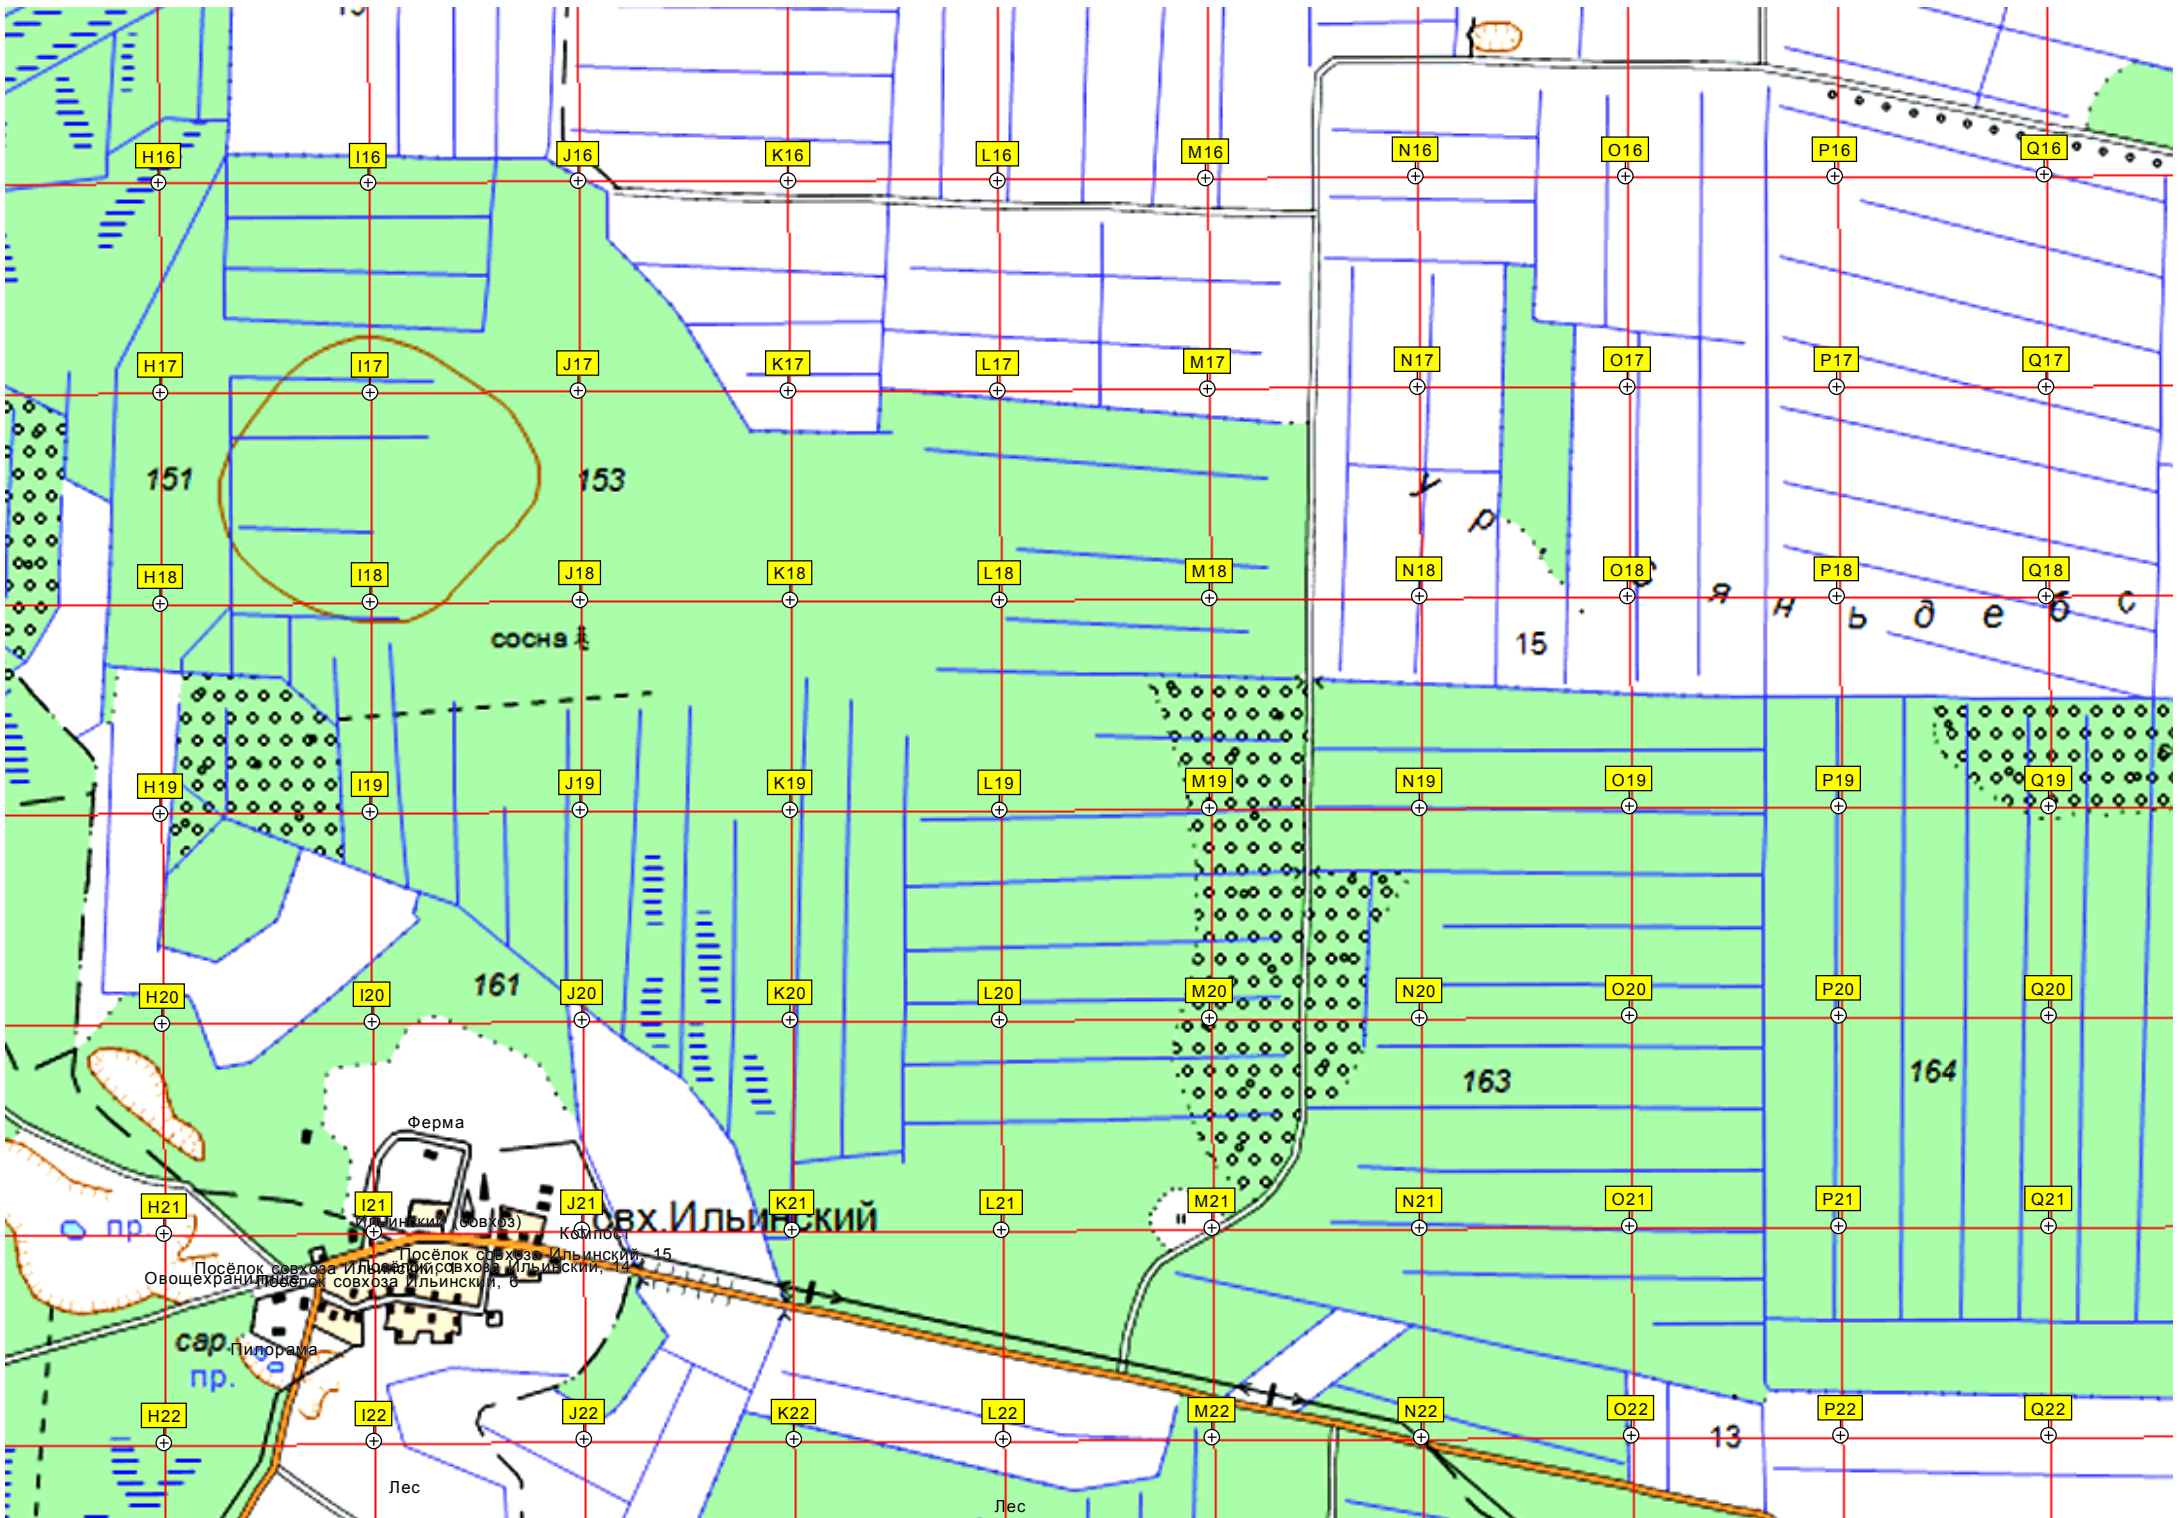 H16 I16 J16 K16 L16 M16 N16 O16 P16 Q16
H17 I17 J17 K17 L17 M17 N17 O17 P17 Q17
151
153
ур. Сяньдебс
H18 I18 J18 K18 L18 M18 N18 O18 P18 Q18
сосна
15
H19 I19 J19 K19 L19 M19 N19 O19 P19 Q19
161
H20 I20 J20 K20 L20 M20 N20 O20 P20 Q20
163
164
Ферма
H21 I21 J21 K21 L21 M21 N21 O21 P21 Q21
свх.Ильинский
пр.
Ильинский (совхоз)
Компост
Посёлок совхоза Ильинский, 15
Посёлок совхоза Ильинский, 14
Овощехранилище
Посёлок совхоза Ильинский, 6
сар.
Пилорама
пр.
H22 I22 J22 K22 L22 M22 N22 O22 P22 Q22
13
Лес
Лес